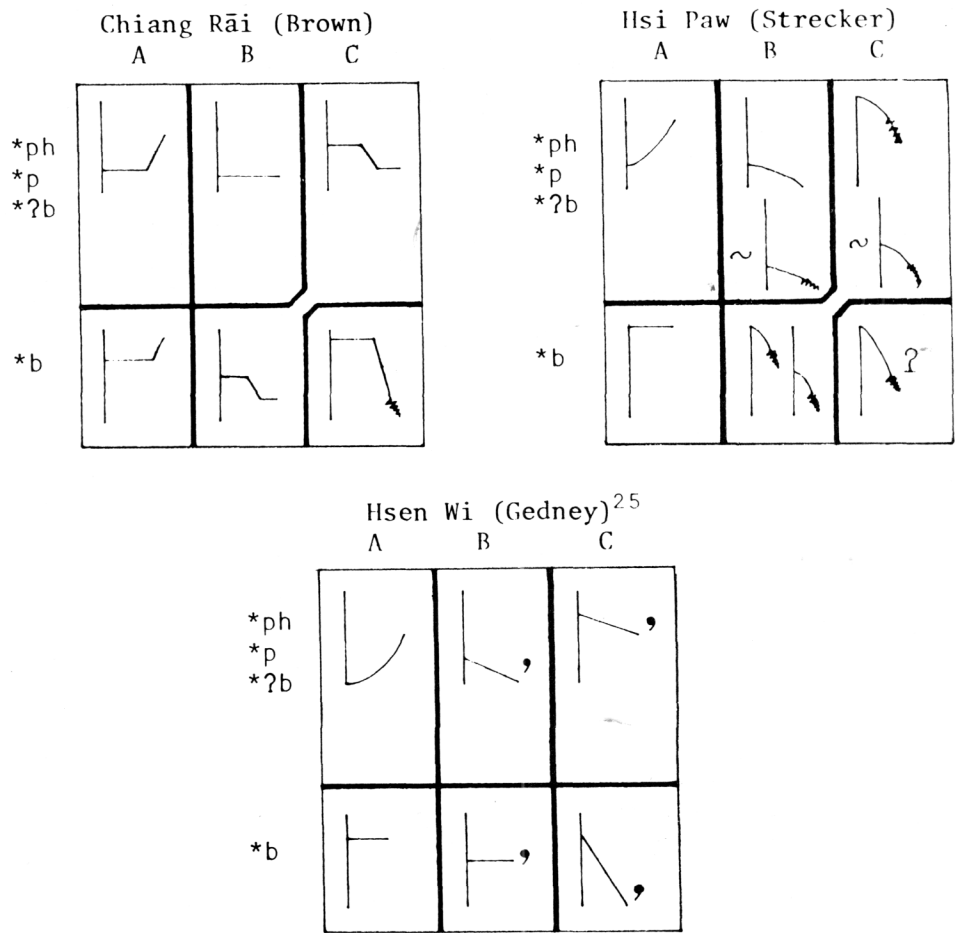 Chiang Rāi (Brown)
A B C
*ph
*p
*ʔb
*b
Hsi Paw (Strecker)
A B C
*ph
*p
*ʔb
~ ~
*b
ʔ
Hsen Wi (Gedney)25
A B C
*ph
*p
*ʔb
, ,
*b
, ,